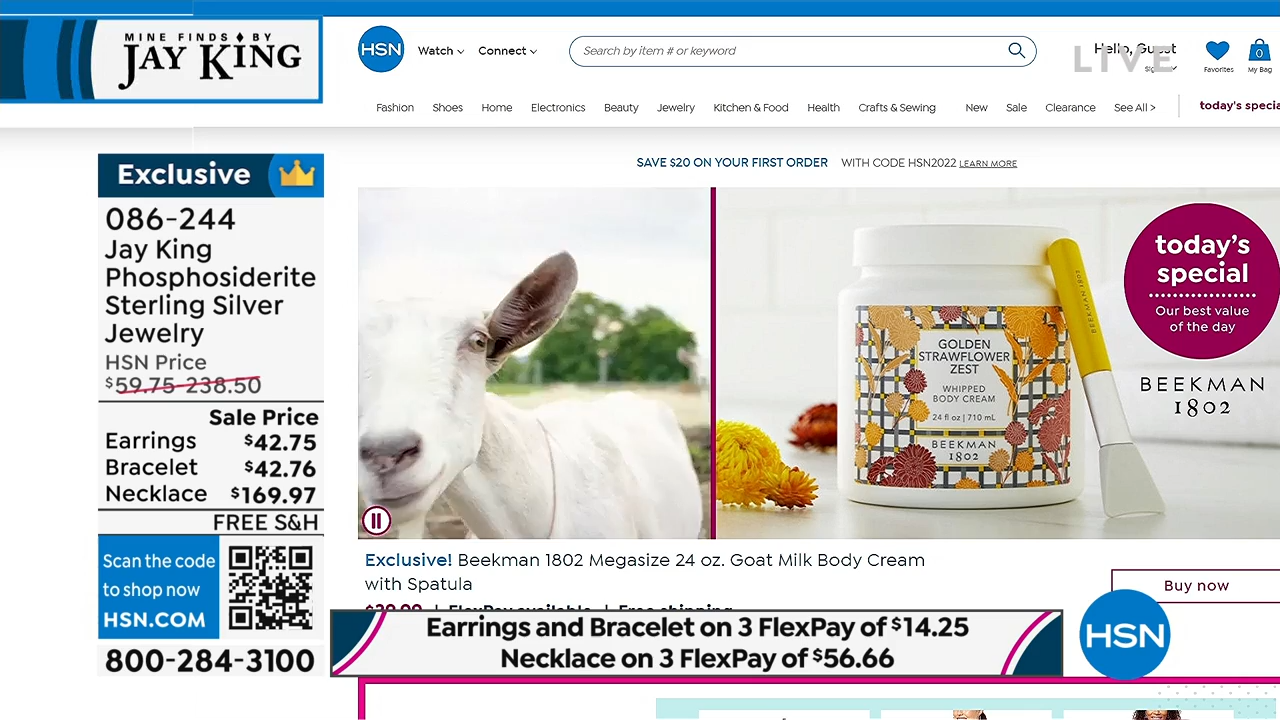 MINE FINDS BY
JAY KING
Exclusive
086-244
Jay King
Phosphosiderite
Sterling Silver
Jewelry
HSN Price
$59.75-238.50
Sale Price
Earrings $42.75
Bracelet $42.76
Necklace $169.97
FREE S&H
Scan the code
to shop now
HSN.COM
800-284-3100
HSN
Watch
Connect
Search by item # or keyword
Hello, Guest
LIVE
Favorites
0
My Bag
Fashion Shoes Home Electronics Beauty Jewelry Kitchen & Food Health Crafts & Sewing New Sale Clearance See All >
today's specia
SAVE $20 ON YOUR FIRST ORDER WITH CODE HSN2022 LEARN MORE
GOLDEN
STRAWFLOWER
ZEST
WHIPPED
BODY CREAM
24 fl oz | 710 mL
BEEKMAN
1802
BEEKMAN 1802
today's
special
Our best value
of the day
BEEKMAN
1802
Exclusive! Beekman 1802 Megasize 24 oz. Goat Milk Body Cream
with Spatula
Buy now
FlexPay available | Free shipping
Earrings and Bracelet on 3 FlexPay of $14.25
Necklace on 3 FlexPay of $56.66
HSN